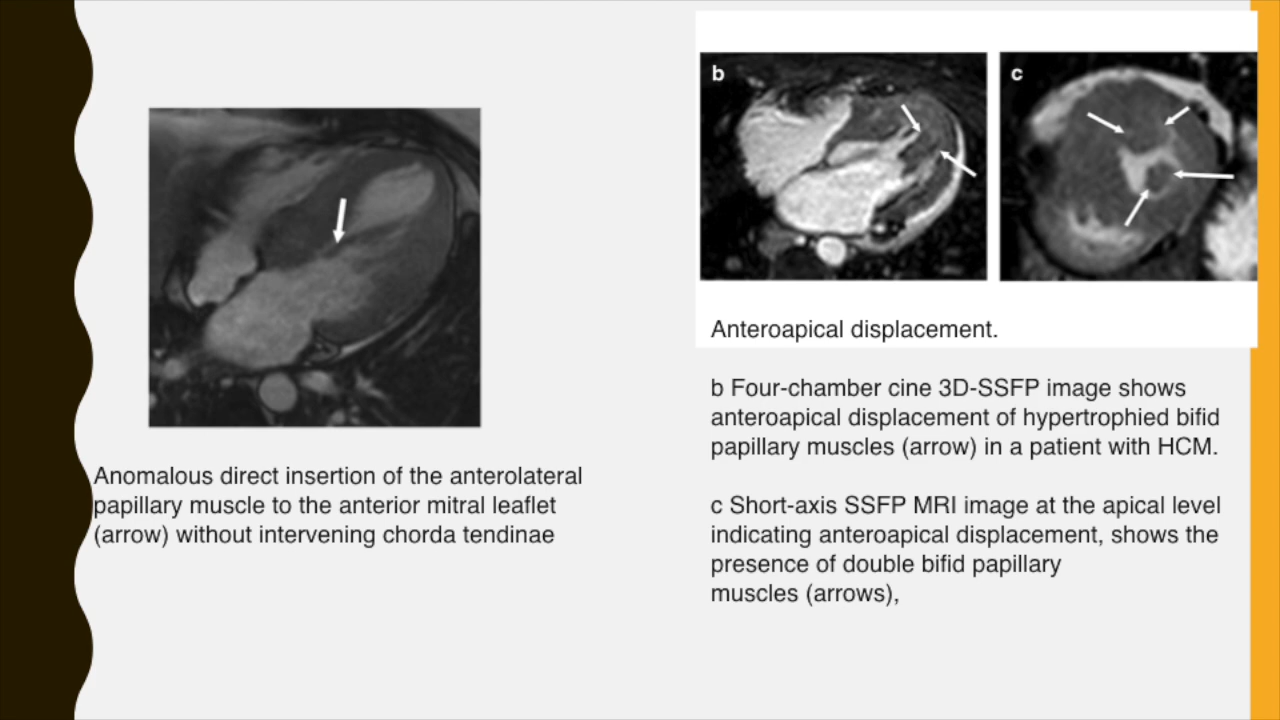 Anomalous direct insertion of the anterolateral
papillary muscle to the anterior mitral leaflet
(arrow) without intervening chorda tendinae
b
c
Anteroapical displacement.
b Four-chamber cine 3D-SSFP image shows
anteroapical displacement of hypertrophied bifid
papillary muscles (arrow) in a patient with HCM.
c Short-axis SSFP MRI image at the apical level
indicating anteroapical displacement, shows the
presence of double bifid papillary
muscles (arrows),